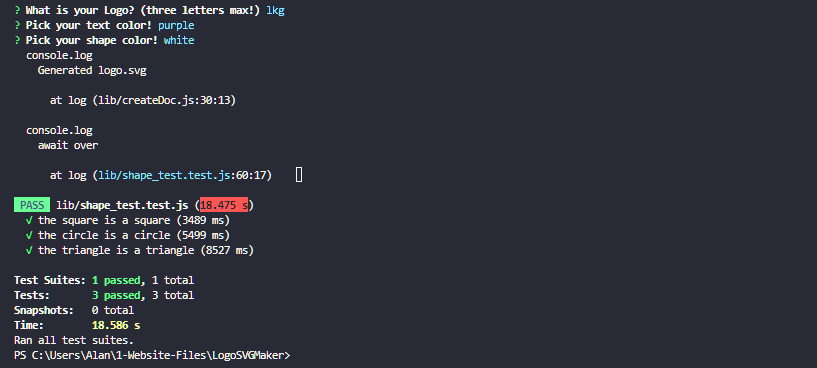 ? What is your Logo? (three letters max!) lkg
? Pick your text color! purple
? Pick your shape color! white
console.log
Generated logo.svg
at log (lib/createDoc.js:30:13)
console.log
await over
at log (lib/shape_test.test.js:60:17)
PASS lib/shape_test.test.js (18.475 s)
√ the square is a square (3489 ms)
√ the circle is a circle (5499 ms)
√ the triangle is a triangle (8527 ms)
Test Suites: 1 passed, 1 total
Tests: 3 passed, 3 total
Snapshots: 0 total
Time: 18.586 s
Ran all test suites.
PS C:\Users\Alan\1-Website-Files\LogoSVGMaker>